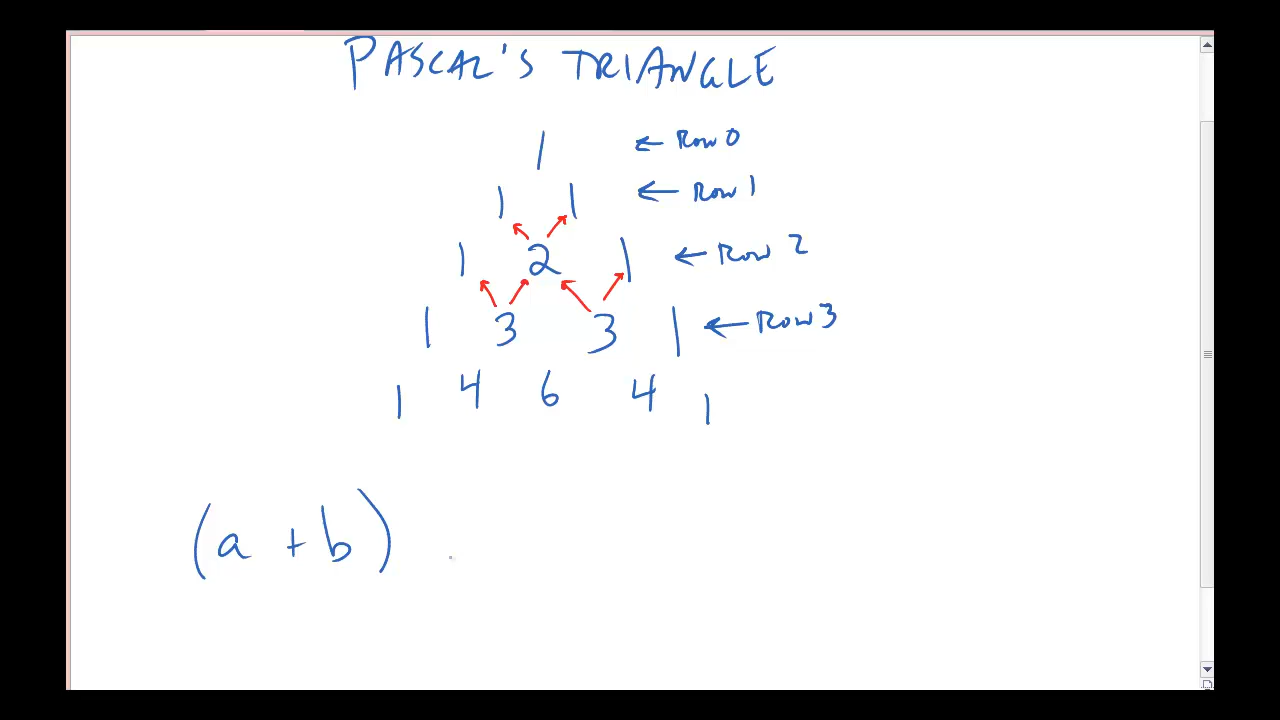 PASCAL'S TRIANGLE
1 ← Row 0
1 1 ← Row 1
1 2 1 ← Row 2
1 3 3 1 ← Row 3
1 4 6 4 1
(a + b)